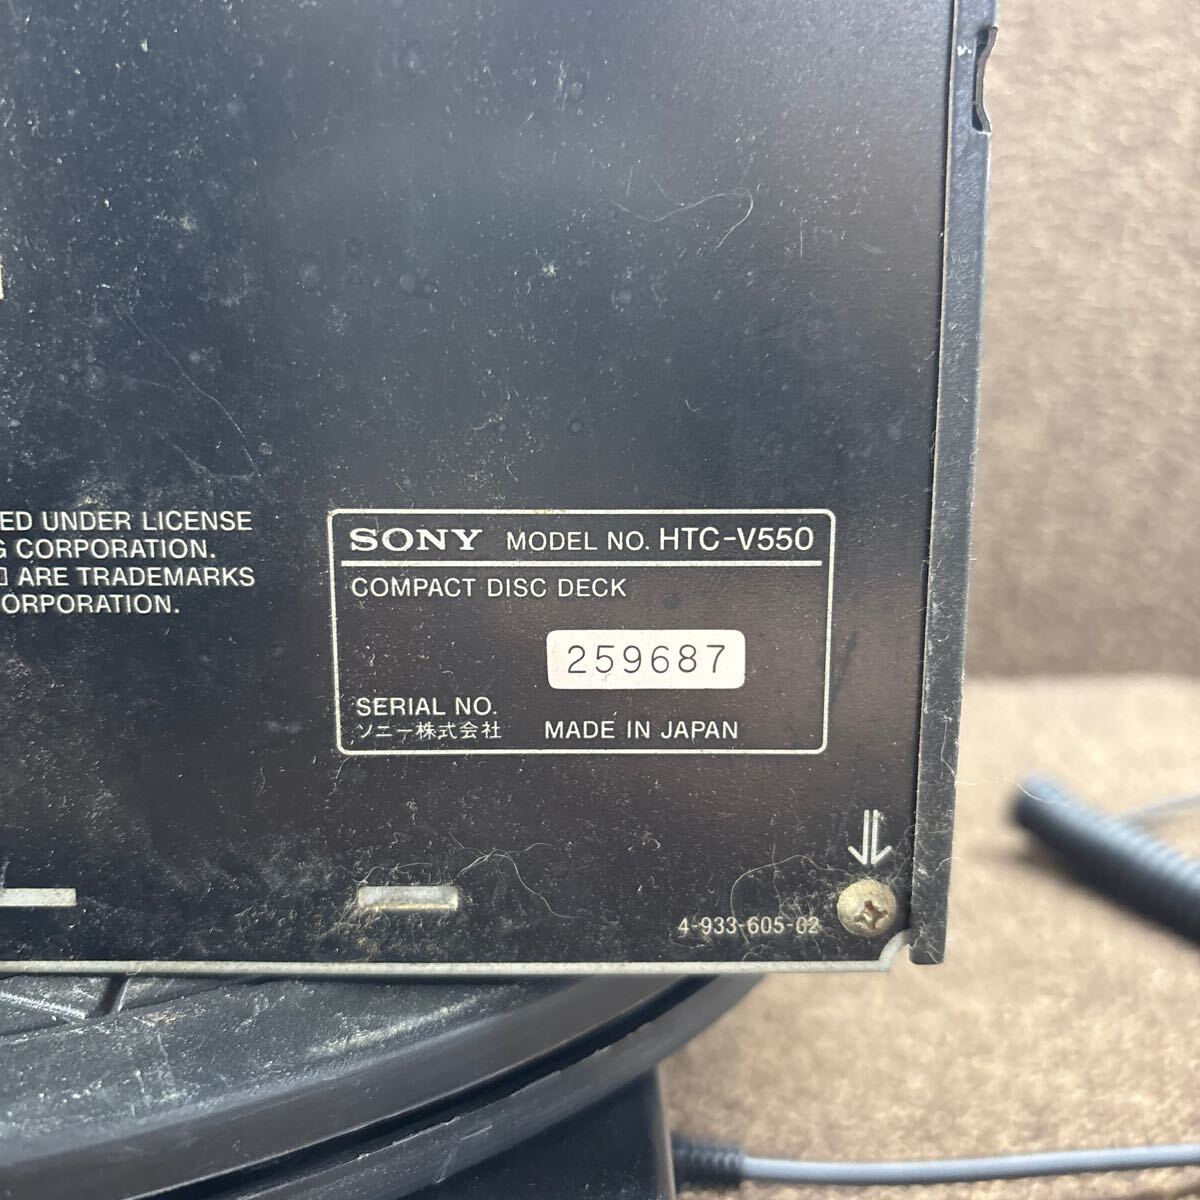 ED UNDER LICENSE
G CORPORATION.
ARE TRADEMARKS
ORPORATION.
SONY MODEL NO. HTC-V550
COMPACT DISC DECK
259687
SERIAL NO.
ソニー株式会社 MADE IN JAPAN
4-933-605-02